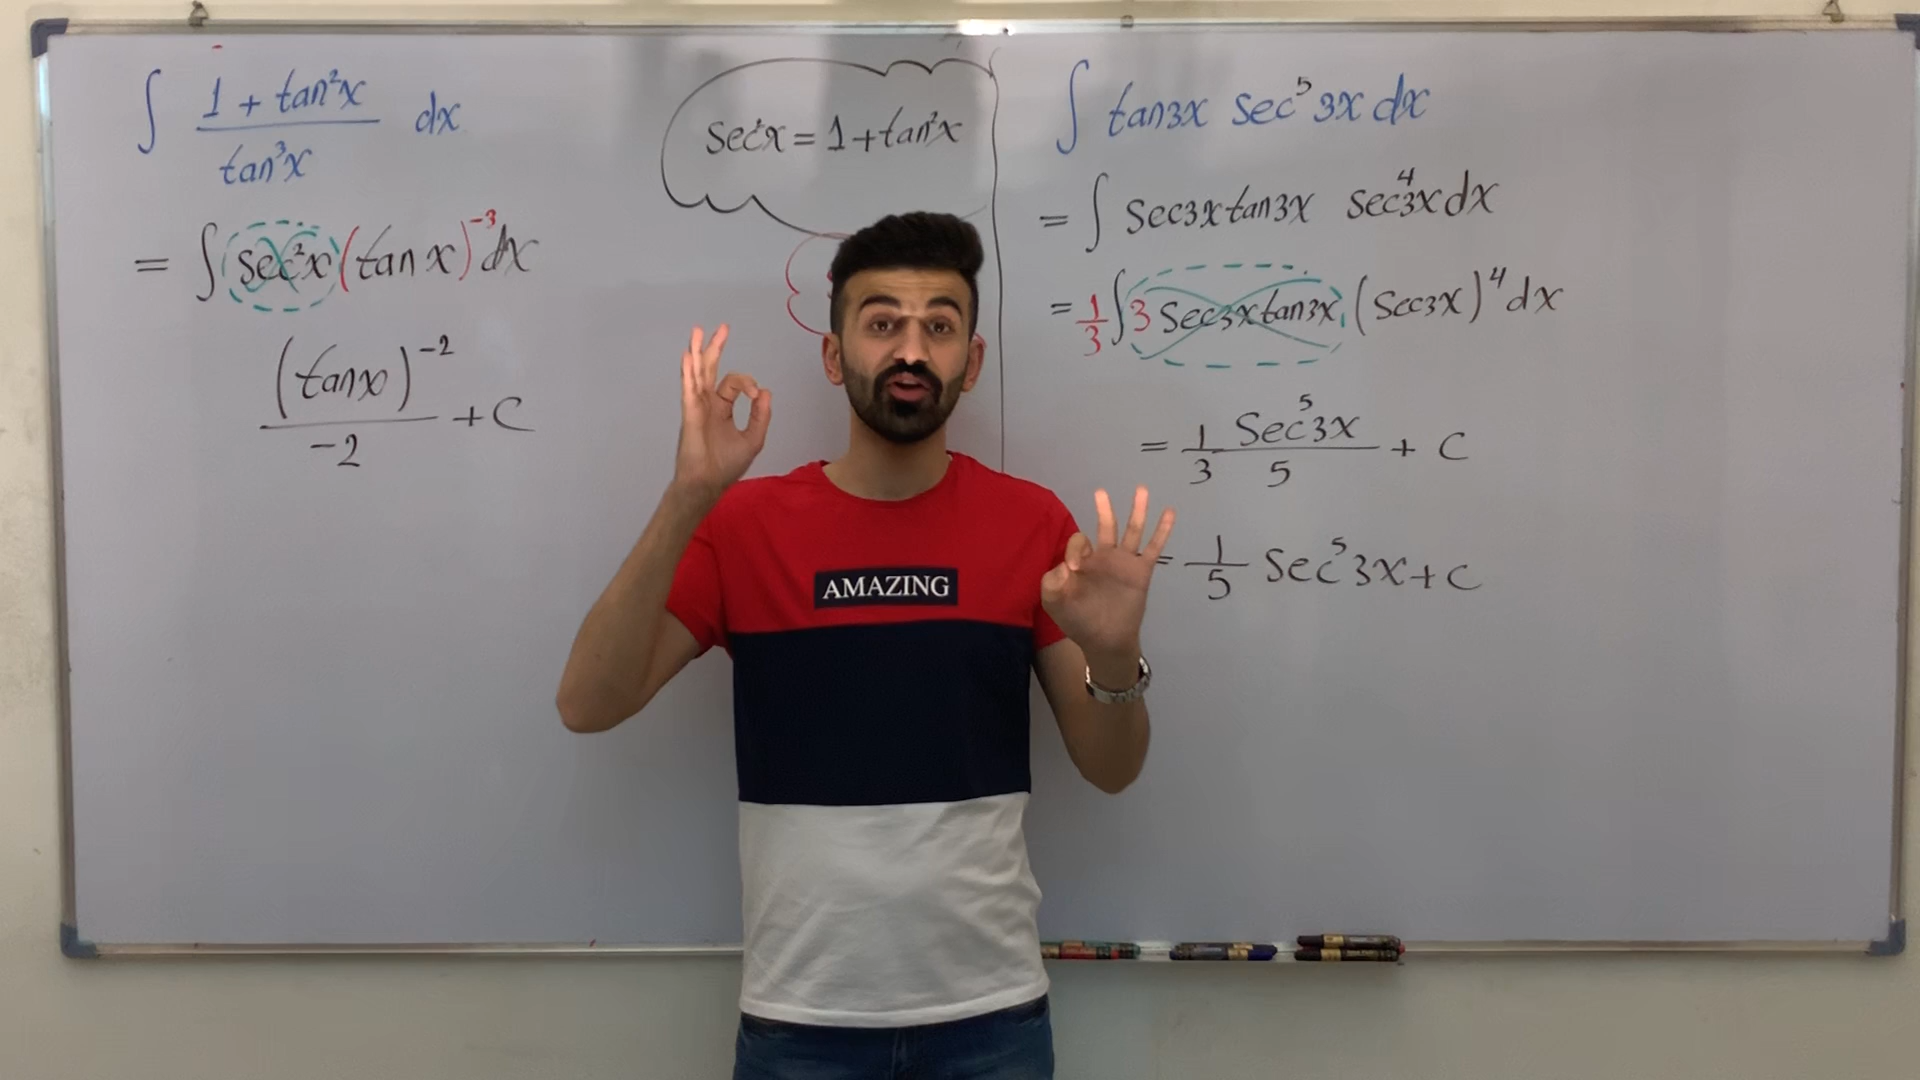 ∫ (1 + tan²x)/(tan³x) dx
= ∫ sec²x (tan x)⁻³ dx
(tan x)⁻²/(-2) + C
Sec²x = 1 + tan²x
∫ tan3x sec⁵3x dx
= ∫ Sec3x tan3x sec⁴3x dx
= 1/3 ∫ 3 Sec3x tan3x (Sec3x)⁴ dx
= 1/3 Sec⁵3x/5 + C
= 1/5 Sec⁵3x + C
AMAZING